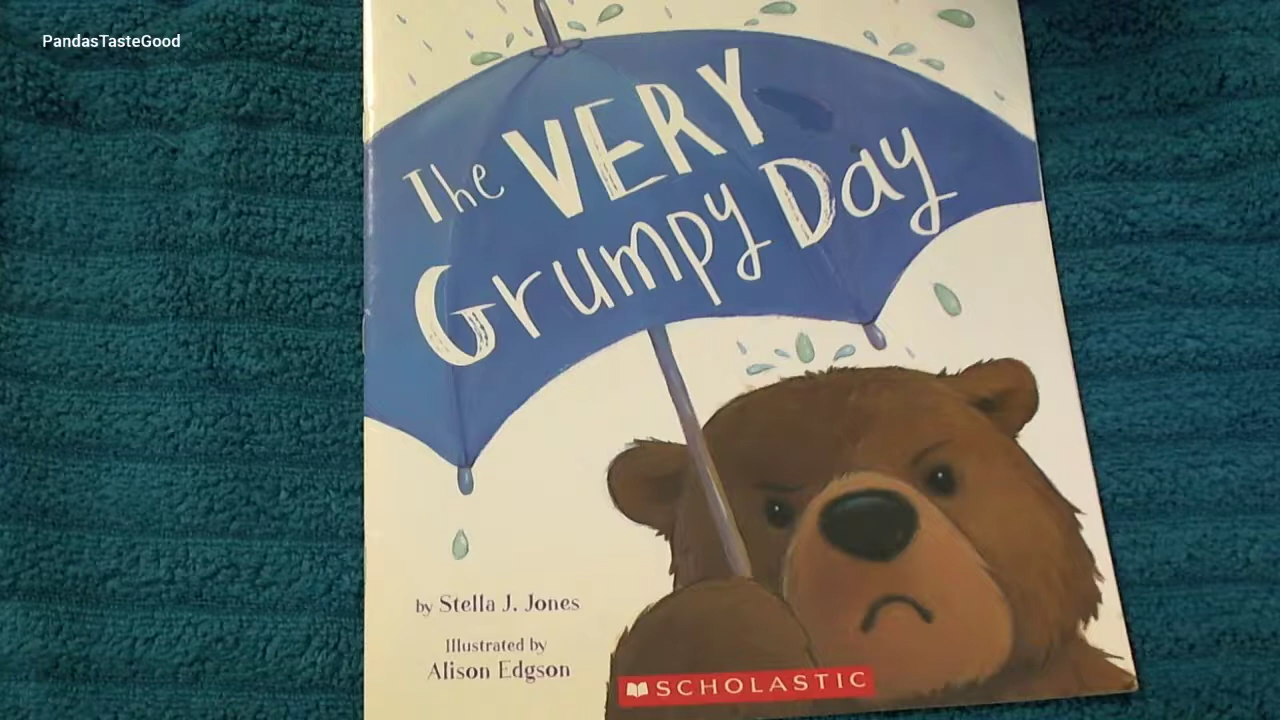 PandasTasteGood
The VERY
Grumpy Day
by Stella J. Jones
Illustrated by
Alison Edgson
SCHOLASTIC